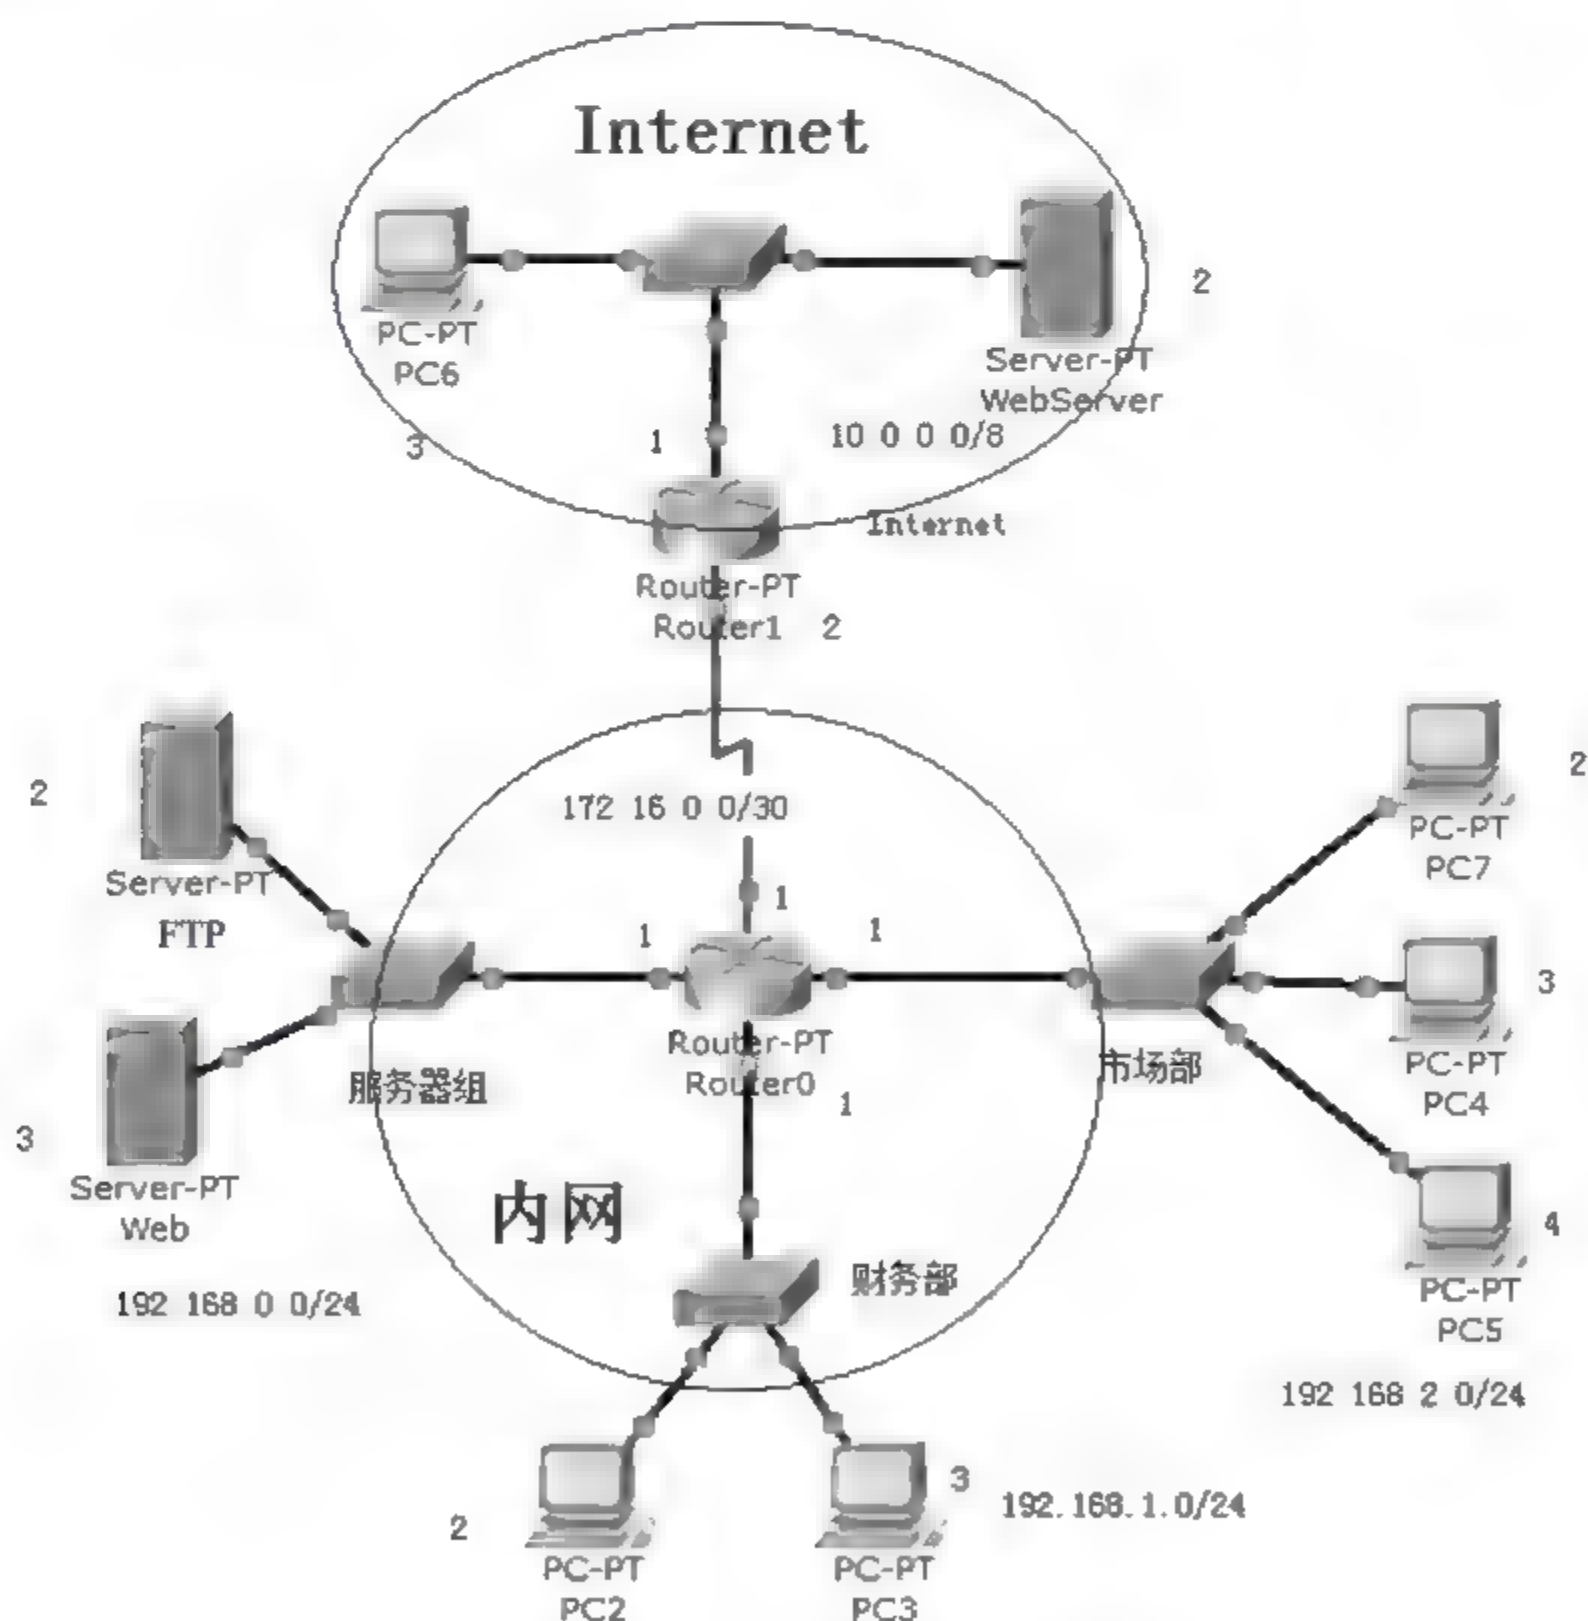 Internet
PC-PT
PC6
3
2
Server-PT
WebServer
1
10 0 0 0/8
Internet
Router-PT
Router1
2
172 16 0 0/30
2
Server-PT
FTP
3
Server-PT
Web
192 168 0 0/24
服务器组
1
1
1
Router-PT
Router0
1
市场部
2
PC-PT
PC7
3
PC-PT
PC4
4
PC-PT
PC5
192 168 2 0/24
内网
财务部
2
PC-PT
PC2
3
PC-PT
PC3
192.168.1.0/24